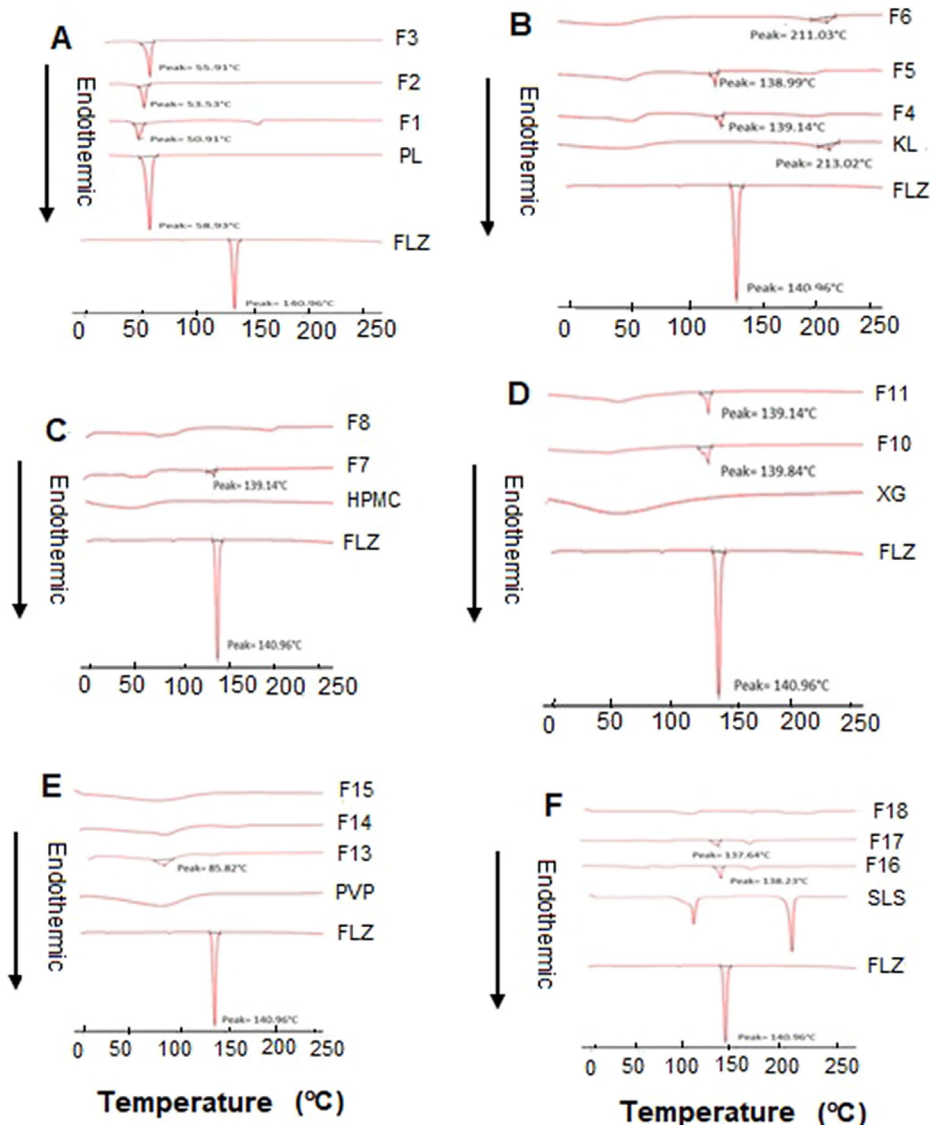 A
F3
Peak= 55.91°C
F2
Peak= 53.53°C
F1
Peak= 50.91°C
PL
Peak= 58.93°C
FLZ
Peak= 140.96°C
Endothermic
0 50 100 150 200 250
B
F6
Peak= 211.03°C
F5
Peak= 138.99°C
F4
Peak= 139.14°C
KL
Peak= 213.02°C
FLZ
Peak= 140.96°C
Endothermic
0 50 100 150 200 250
C
F8
F7
Peak= 139.14°C
HPMC
FLZ
Peak= 140.96°C
Endothermic
0 50 100 150 200 250
D
F11
Peak= 139.14°C
F10
Peak= 139.84°C
XG
FLZ
Peak= 140.96°C
Endothermic
0 50 100 150 200 250
E
F15
F14
F13
Peak= 85.82°C
PVP
FLZ
Peak= 140.96°C
Endothermic
0 50 100 150 200 250
Temperature (°C)
F
F18
F17
Peak= 137.64°C
F16
Peak= 138.23°C
SLS
FLZ
Peak= 140.96°C
Endothermic
0 50 100 150 200 250
Temperature (°C)